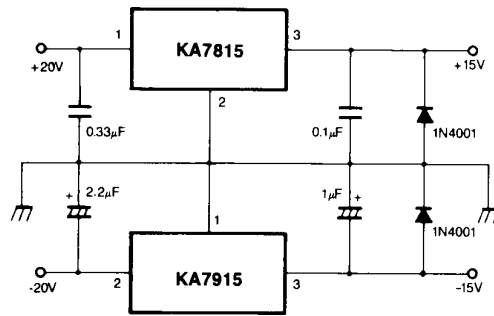 1
KA7815
3
+20V
+15V
2
0.33μF
0.1μF
1N4001
+
2.2μF
1
1μF
+
1N4001
2
KA7915
3
-20V
-15V